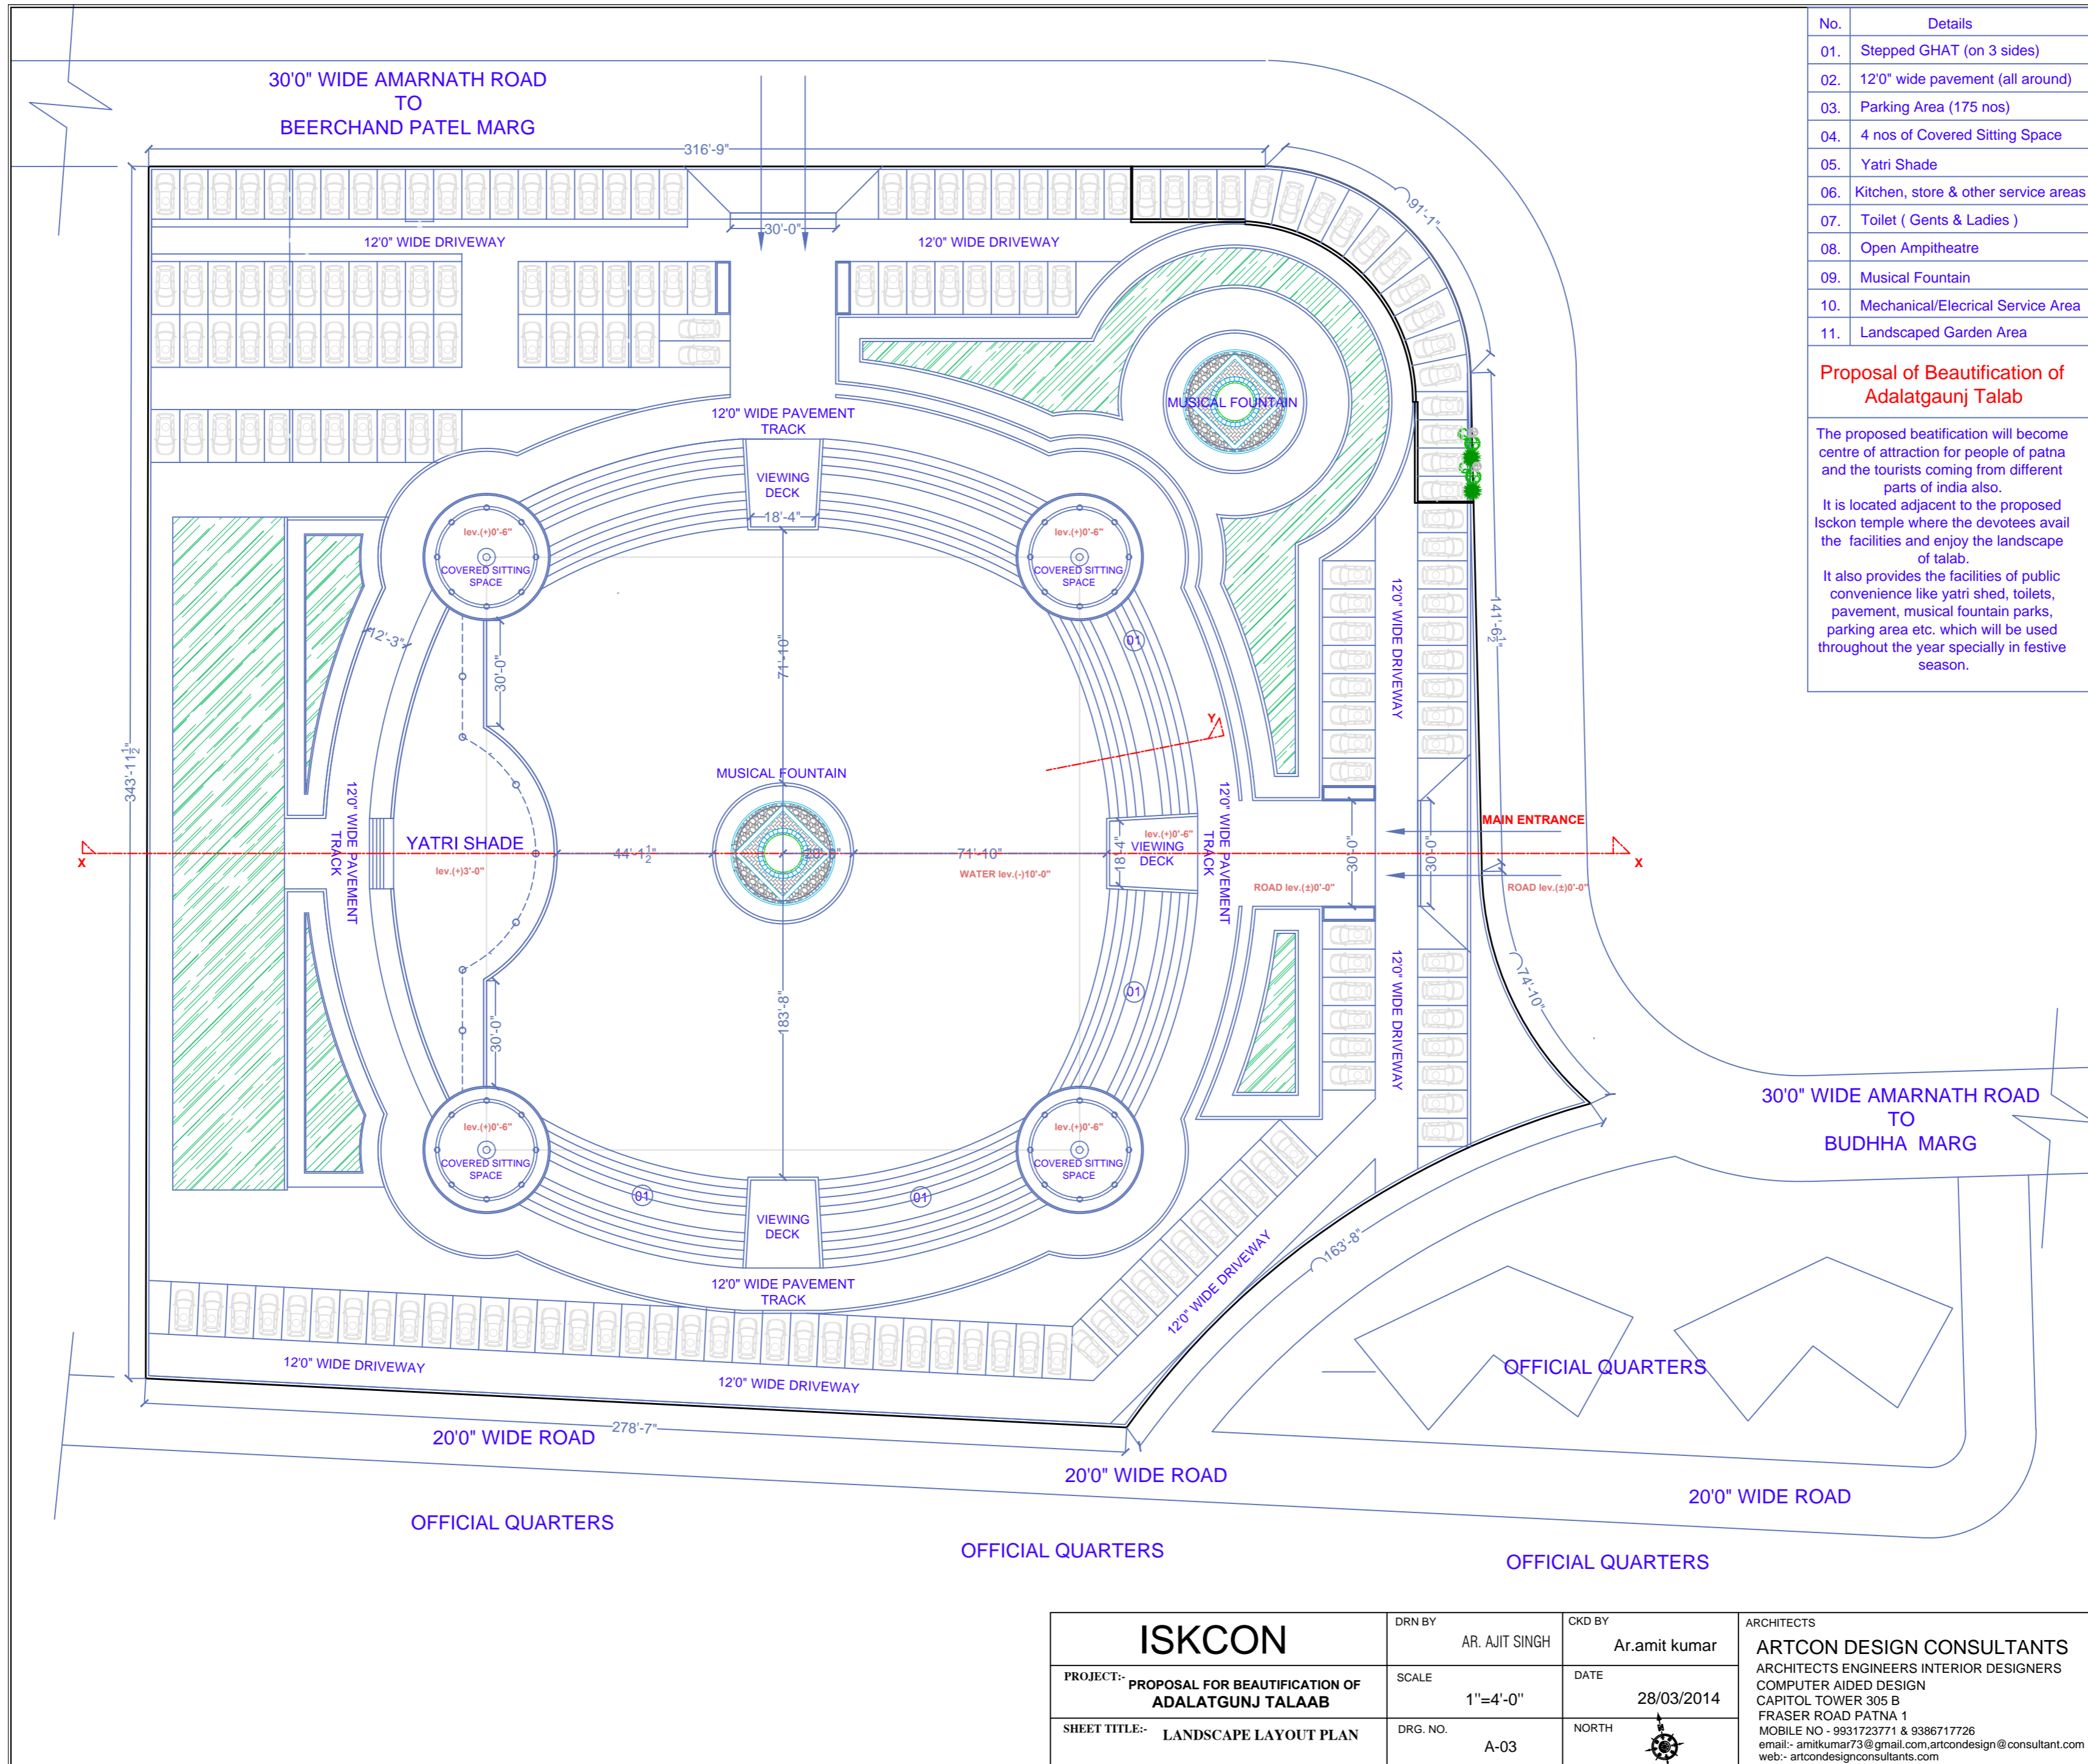 30'0" WIDE AMARNATH ROAD
TO
BEERCHAND PATEL MARG
316'-9"
91'-1"
30'-0"
12'0" WIDE DRIVEWAY
12'0" WIDE DRIVEWAY
No. Details
01. Stepped GHAT (on 3 sides)
02. 12'0" wide pavement (all around)
03. Parking Area (175 nos)
04. 4 nos of Covered Sitting Space
05. Yatri Shade
06. Kitchen, store & other service areas
07. Toilet ( Gents & Ladies )
08. Open Ampitheatre
09. Musical Fountain
10. Mechanical/Elecrical Service Area
11. Landscaped Garden Area
Proposal of Beautification of
Adalatgaunj Talab
The proposed beatification will become
centre of attraction for people of patna
and the tourists coming from different
parts of india also.
It is located adjacent to the proposed
Isckon temple where the devotees avail
the facilities and enjoy the landscape
of talab.
It also provides the facilities of public
convenience like yatri shed, toilets,
pavement, musical fountain parks,
parking area etc. which will be used
throughout the year specially in festive
season.
MUSICAL FOUNTAIN
12'0" WIDE PAVEMENT
TRACK
VIEWING
DECK
18'-4"
lev.(+)0'-6"
COVERED SITTING
SPACE
lev.(+)0'-6"
COVERED SITTING
SPACE
12'-3"
30'-0"
71'-10"
01
12'0" WIDE DRIVEWAY
141'-6½"
343'-11½"
Y
MUSICAL FOUNTAIN
12'0" WIDE PAVEMENT
TRACK
YATRI SHADE
lev.(+)3'-0"
X
44'-1½"
71'-10"
WATER lev.(-)10'-0"
18'-4"
lev.(+)0'-6"
VIEWING
DECK
12'0" WIDE PAVEMENT
TRACK
ROAD lev.(±)0'-0"
30'-0"
30'-0"
MAIN ENTRANCE
ROAD lev.(±)0'-0"
X
183'-8"
30'-0"
01
12'0" WIDE DRIVEWAY
74'-10"
lev.(+)0'-6"
COVERED SITTING
SPACE
lev.(+)0'-6"
COVERED SITTING
SPACE
01
01
VIEWING
DECK
12'0" WIDE PAVEMENT
TRACK
30'0" WIDE AMARNATH ROAD
TO
BUDHHA MARG
163'-8"
12'0" WIDE DRIVEWAY
12'0" WIDE DRIVEWAY
12'0" WIDE DRIVEWAY
OFFICIAL QUARTERS
278'-7"
20'0" WIDE ROAD
20'0" WIDE ROAD
20'0" WIDE ROAD
OFFICIAL QUARTERS
OFFICIAL QUARTERS
OFFICIAL QUARTERS
ISKCON
PROJECT:- PROPOSAL FOR BEAUTIFICATION OF
ADALATGUNJ TALAAB
SHEET TITLE:- LANDSCAPE LAYOUT PLAN
DRN BY
AR. AJIT SINGH
CKD BY
Ar.amit kumar
SCALE
1"=4'-0"
DATE
28/03/2014
DRG. NO.
A-03
NORTH
N
ARCHITECTS
ARTCON DESIGN CONSULTANTS
ARCHITECTS ENGINEERS INTERIOR DESIGNERS
COMPUTER AIDED DESIGN
CAPITOL TOWER 305 B
FRASER ROAD PATNA 1
MOBILE NO - 9931723771 & 9386717726
email:- amitkumar73@gmail.com,artcondesign@consultant.com
web:- artcondesignconsultants.com